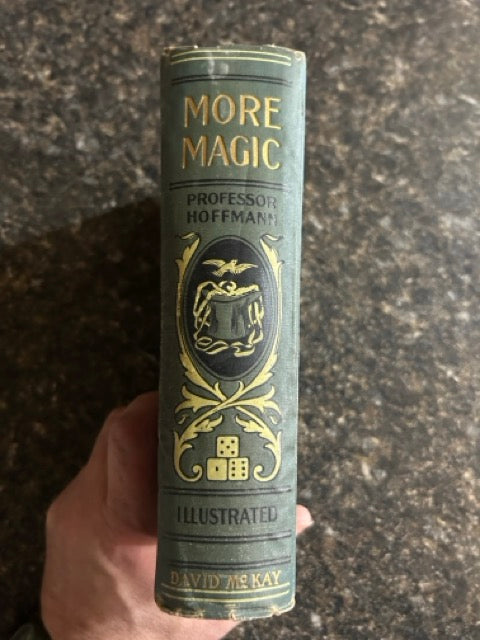 MORE
MAGIC
PROFESSOR
HOFFMANN
ILLUSTRATED
DAVID McKAY